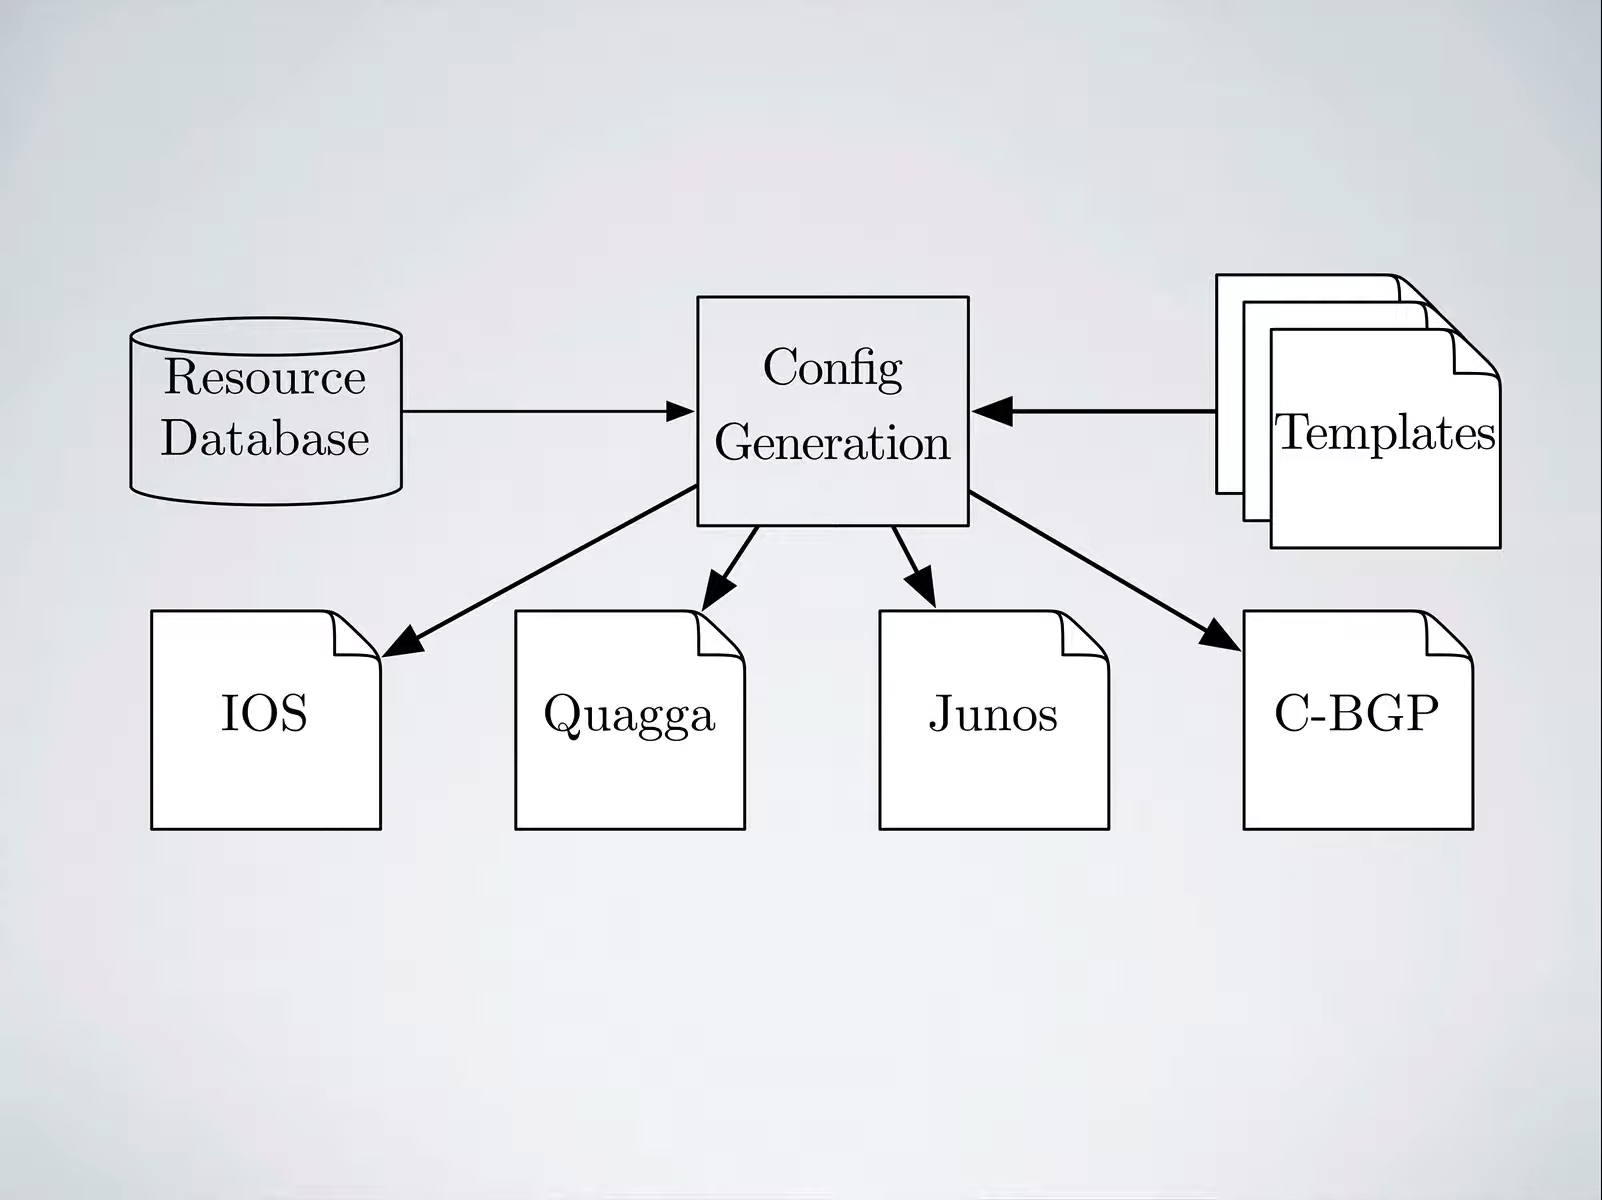 Resource
Database
Config
Generation
Templates
IOS
Quagga
Junos
C-BGP